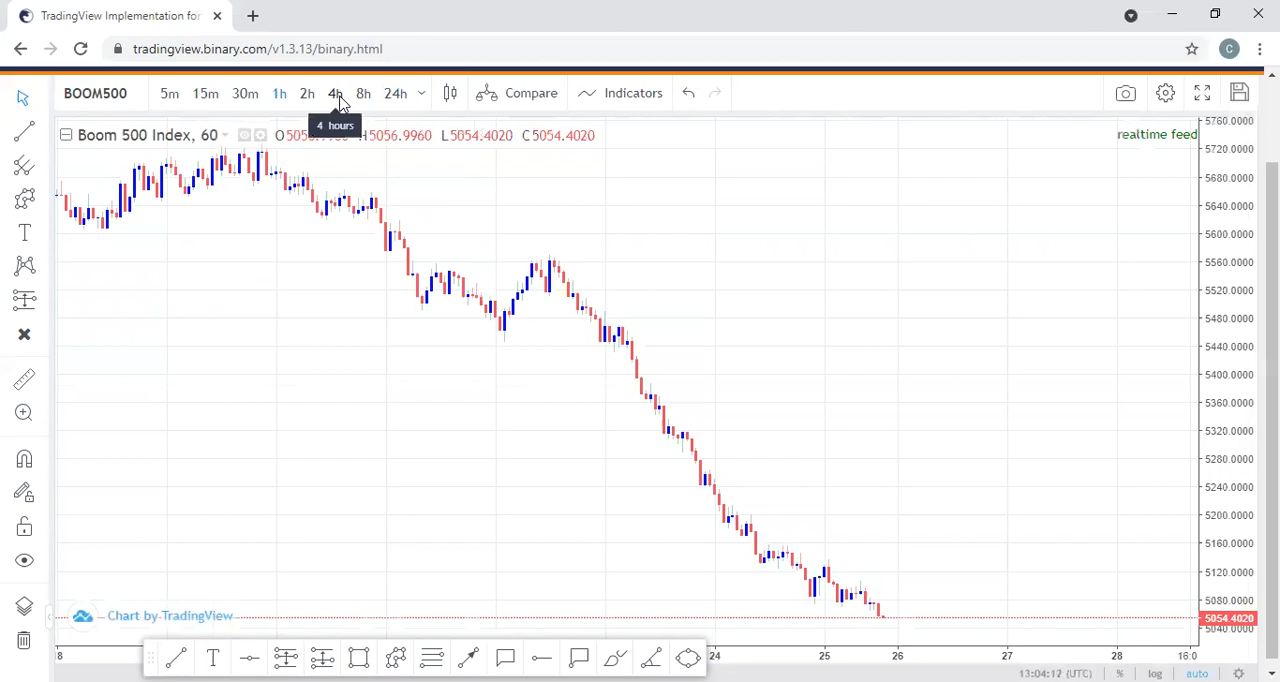 TradingView Implementation for
tradingview.binary.com/v1.3.13/binary.html
C
BOOM500 5m 15m 30m 1h 2h 4h 8h 24h Compare Indicators
4 hours
Boom 500 Index, 60 5056.9960 L5054.4020 C5054.4020
realtime feed
5760.0000
5720.0000
5680.0000
5640.0000
5600.0000
5560.0000
5520.0000
5480.0000
5440.0000
5400.0000
5360.0000
5320.0000
5280.0000
5240.0000
5200.0000
5160.0000
5120.0000
5080.0000
5054.4020
5040.0000
Chart by TradingView
8 24 25 26 27 28 16:0
13:04:12 (UTC) % log auto